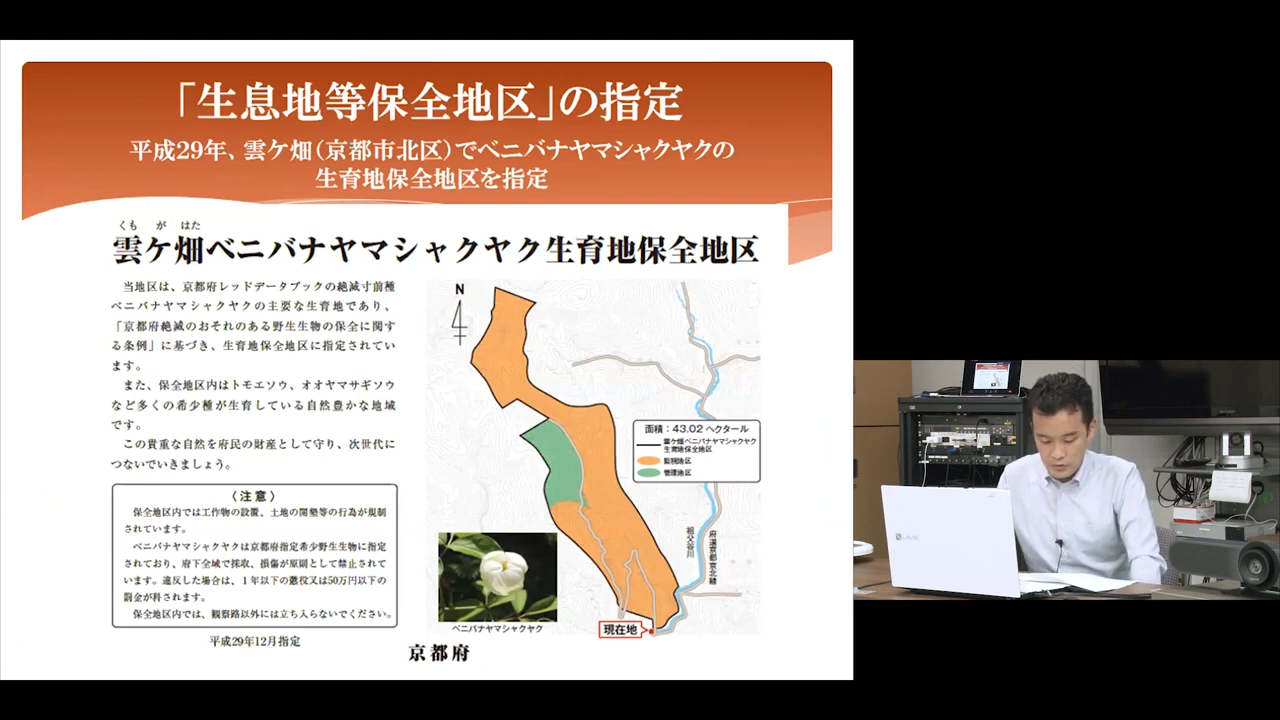 「生息地等保全地区」の指定
平成29年、雲ケ畑(京都市北区)でベニバナヤマシャクヤクの
生育地保全地区を指定
くも が はた
雲ケ畑ベニバナヤマシャクヤク生育地保全地区
当地区は、京都府レッドデータブックの絶滅寸前種
ベニバナヤマシャクヤクの主要な生育地であり、
「京都府絶滅のおそれのある野生生物の保全に関す
る条例」に基づき、生育地保全地区に指定されてい
ます。
また、保全地区内はトモエソウ、オオヤマサギソウ
など多くの希少種が生育している自然豊かな地域
です。
この貴重な自然を府民の財産として守り、次世代に
つないでいきましょう。
〈注意〉
保全地区内では工作物の設置、土地の開墾等の行為が規制
されています。
ベニバナヤマシャクヤクは京都府指定希少野生生物に指定
されており、府下全域で採取、損傷が原則として禁止されて
います。違反した場合は、1年以下の懲役又は50万円以下の
罰金が科されます。
保全地区内では、観察路以外には立ち入らないでください。
平成29年12月指定
N
面積：43.02 ヘクタール
雲ケ畑ベニバナヤマシャクヤク
生育地保全地区
監視地区
管理地区
祖父谷川
府道京都京北線
現在地
ベニバナヤマシャクヤク
京都府